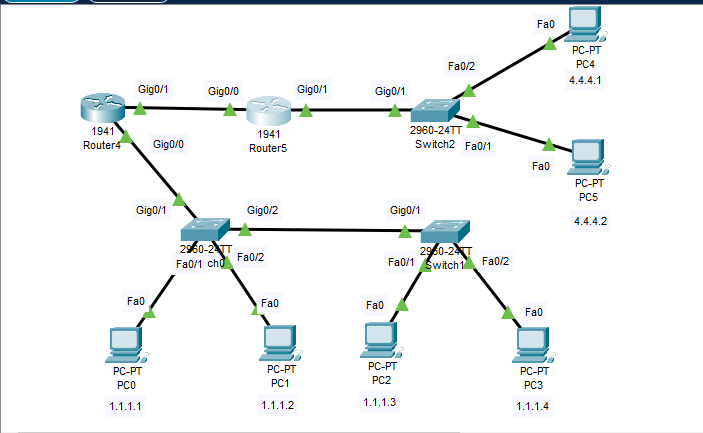 Fa0
PC-PT
PC4
4.4.4.1
Fa0/2
Gig0/1
Gig0/0
Gig0/1
Gig0/1
1941
Router4
1941
Router5
2960-24TT
Switch2
Fa0/1
Gig0/0
Fa0
PC-PT
PC5
4.4.4.2
Gig0/1
Gig0/2
Gig0/1
2960-24TT
Fa0/1 ch0
Fa0/2
2960-24TT
Fa0/1
Switch1
Fa0/2
Fa0
Fa0
Fa0
Fa0
PC-PT
PC0
1.1.1.1
PC-PT
PC1
1.1.1.2
PC-PT
PC2
1.1.1.3
PC-PT
PC3
1.1.1.4